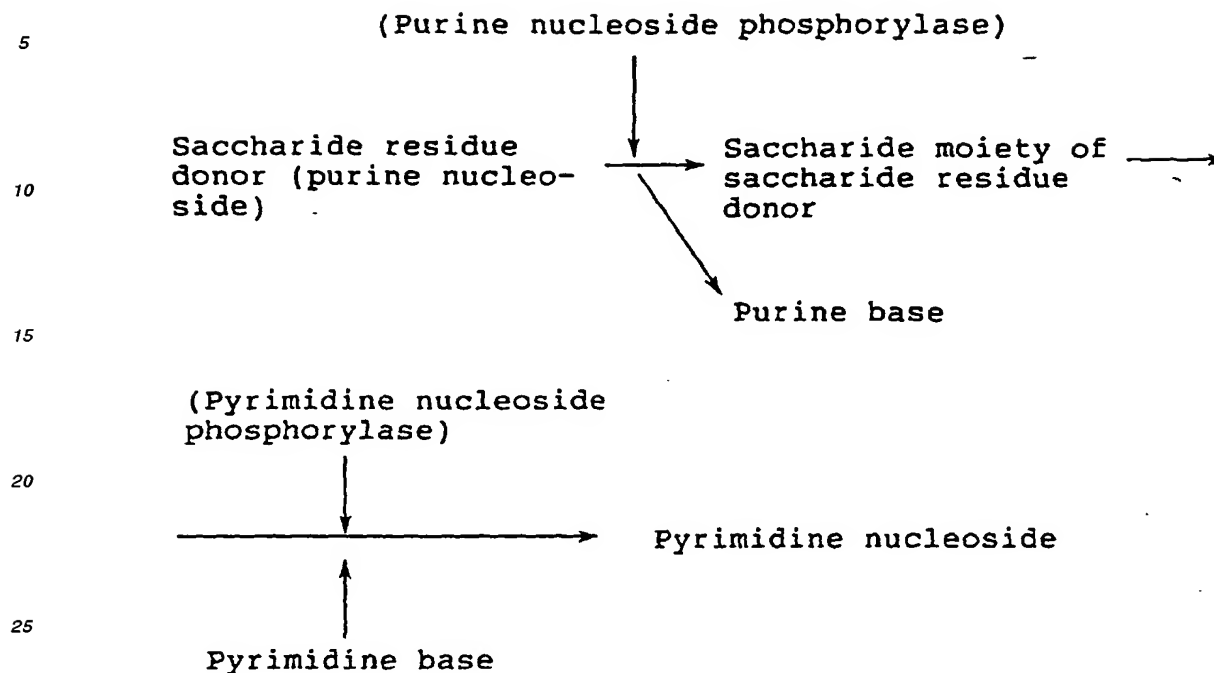 5
(Purine nucleoside phosphorylase)
Saccharide residue
donor (purine nucleo-
side)
Saccharide moiety of
saccharide residue
donor
10
Purine base
15
(Pyrimidine nucleoside
phosphorylase)
20
Pyrimidine nucleoside
25
Pyrimidine base